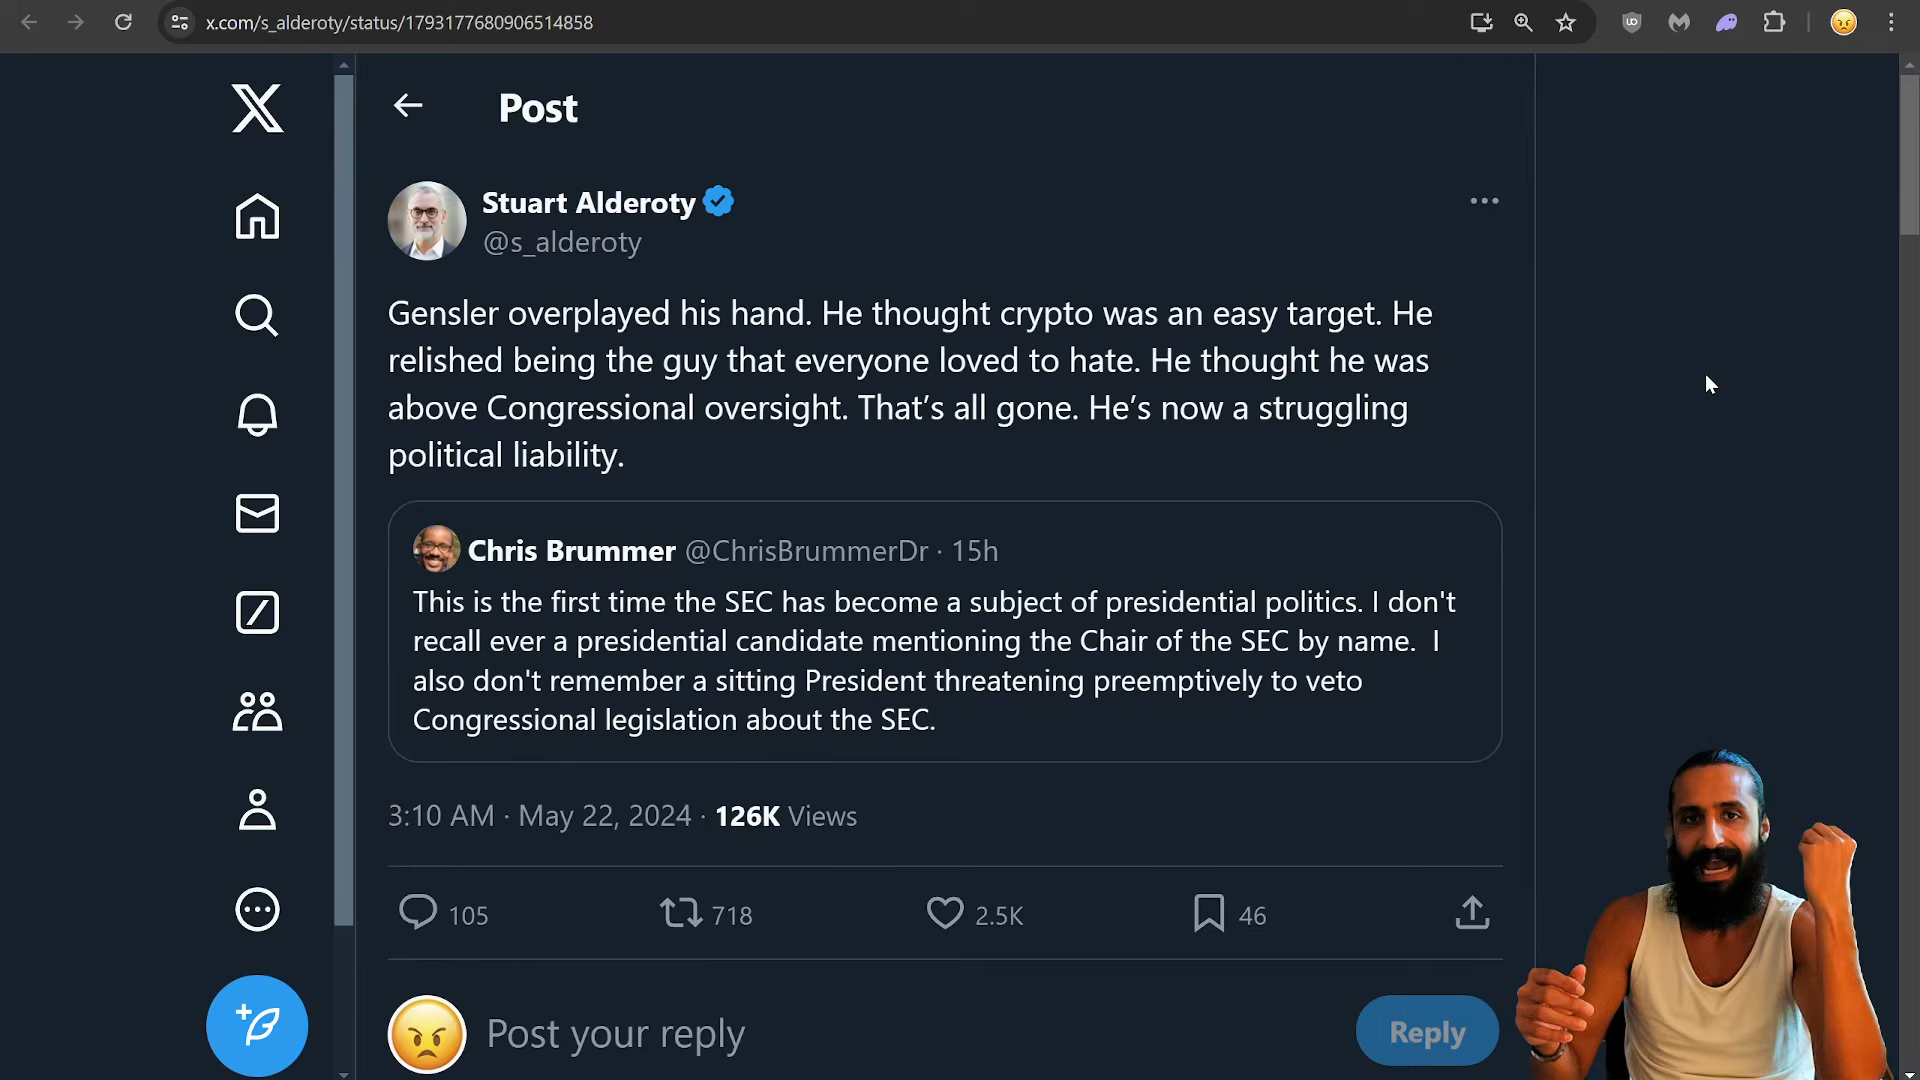 x.com/s_alderoty/status/1793177680906514858
Post
Stuart Alderoty
@s_alderoty
Gensler overplayed his hand. He thought crypto was an easy target. He
relished being the guy that everyone loved to hate. He thought he was
above Congressional oversight. That’s all gone. He’s now a struggling
political liability.
Chris Brummer @ChrisBrummerDr · 15h
This is the first time the SEC has become a subject of presidential politics. I don't
recall ever a presidential candidate mentioning the Chair of the SEC by name. I
also don't remember a sitting President threatening preemptively to veto
Congressional legislation about the SEC.
3:10 AM · May 22, 2024 · 126K Views
105 718 2.5K 46
Post your reply
Reply